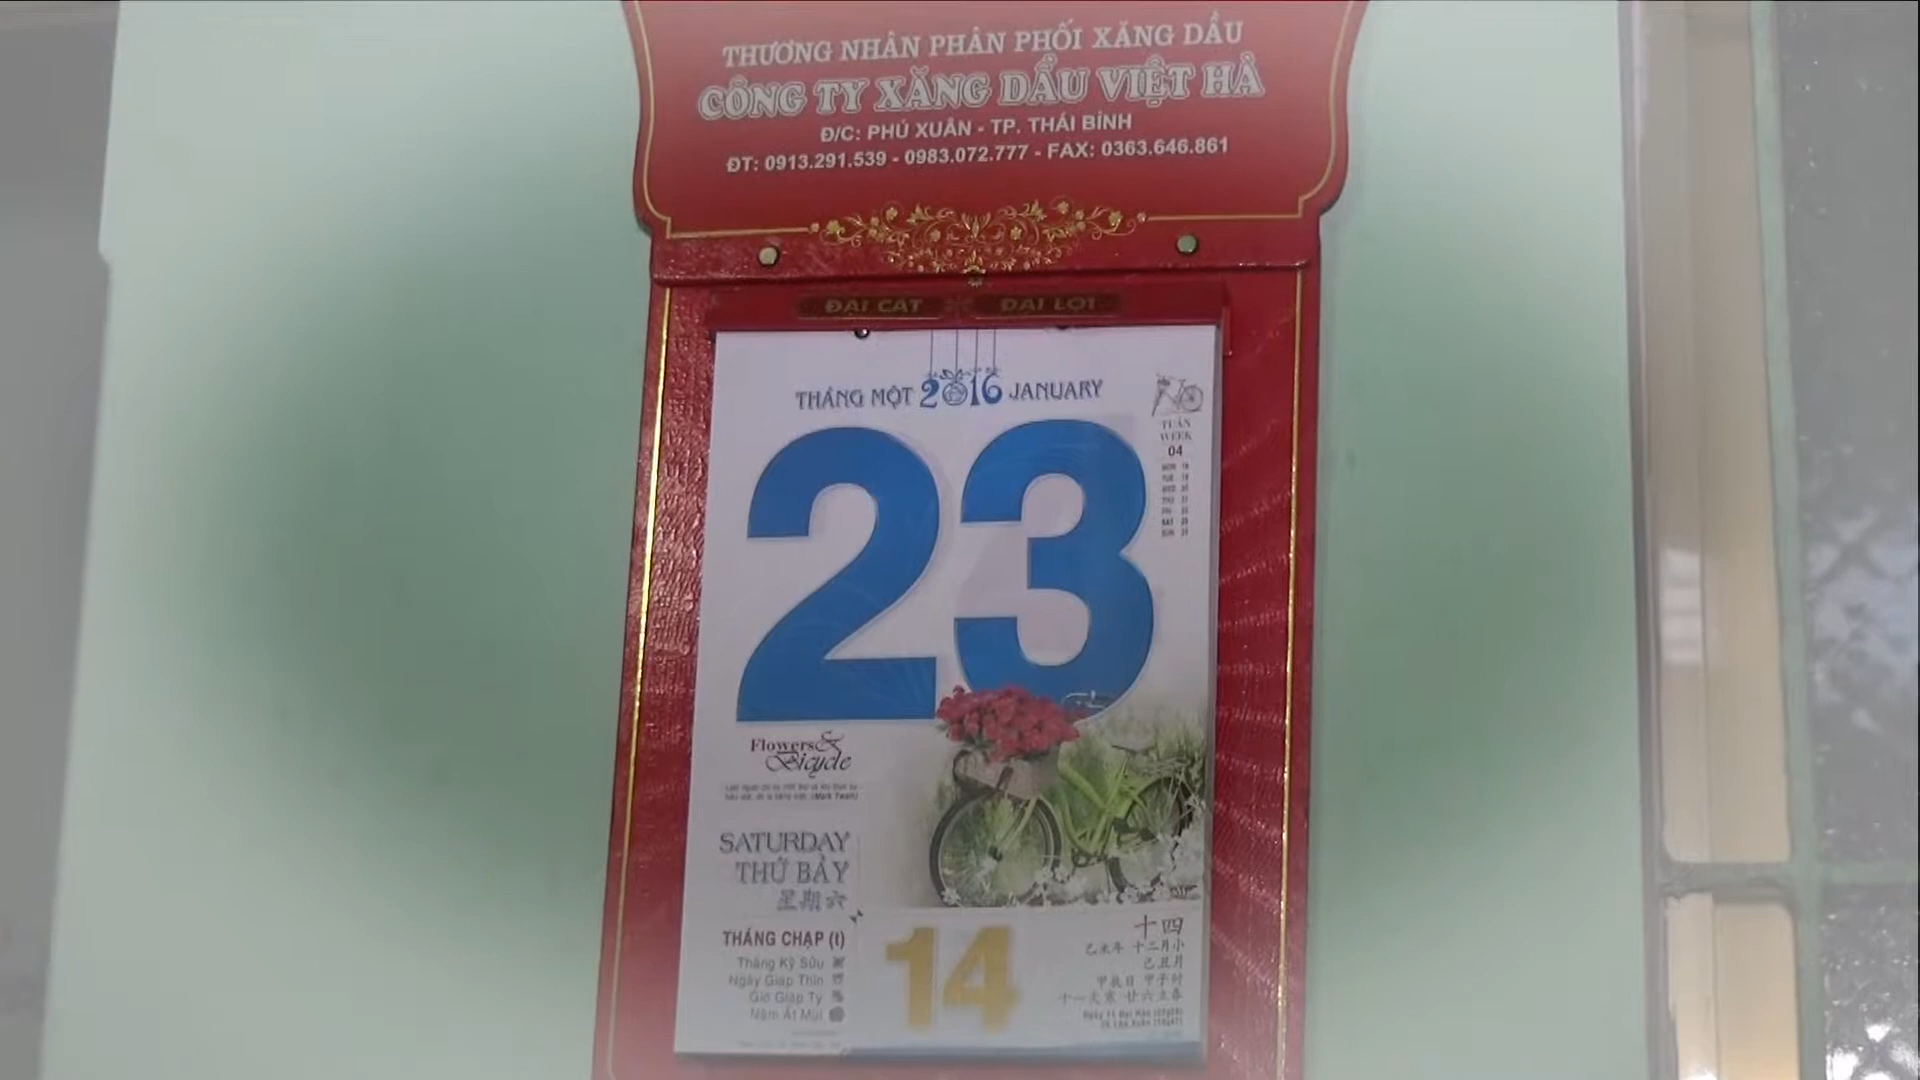 THƯƠNG NHÂN PHÂN PHỐI XĂNG DẦU
CÔNG TY XĂNG DẦU VIỆT HÀ
Đ/C: PHÚ XUÂN - TP. THÁI BÌNH
ĐT: 0913.291.539 - 0983.072.777 - FAX: 0363.646.861
ĐẠI CÁT ĐẠI LỢI
THÁNG MỘT 2016 JANUARY
TUẦN
WEEK
04
23
Flowers &
Bicycle
(Mark Twain)
SATURDAY
THỨ BẢY
星期六
THÁNG CHẠP (t)
Tháng Kỷ Sửu
Ngày Giáp Thìn
Giờ Giáp Tý
Năm Ất Mùi
14
十四
乙未年 十二月小
己丑月
甲辰日 甲子时